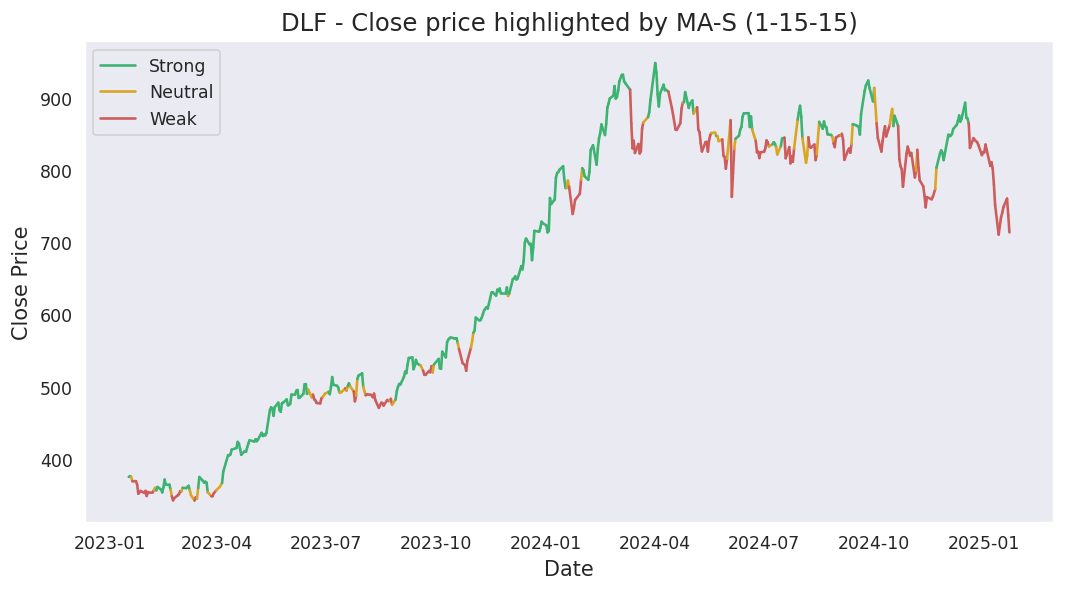 DLF - Close price highlighted by MA-S (1-15-15)
Strong
Neutral
Weak
900
800
700
600
500
400
Close Price
2023-01 2023-04 2023-07 2023-10 2024-01 2024-04 2024-07 2024-10 2025-01
Date